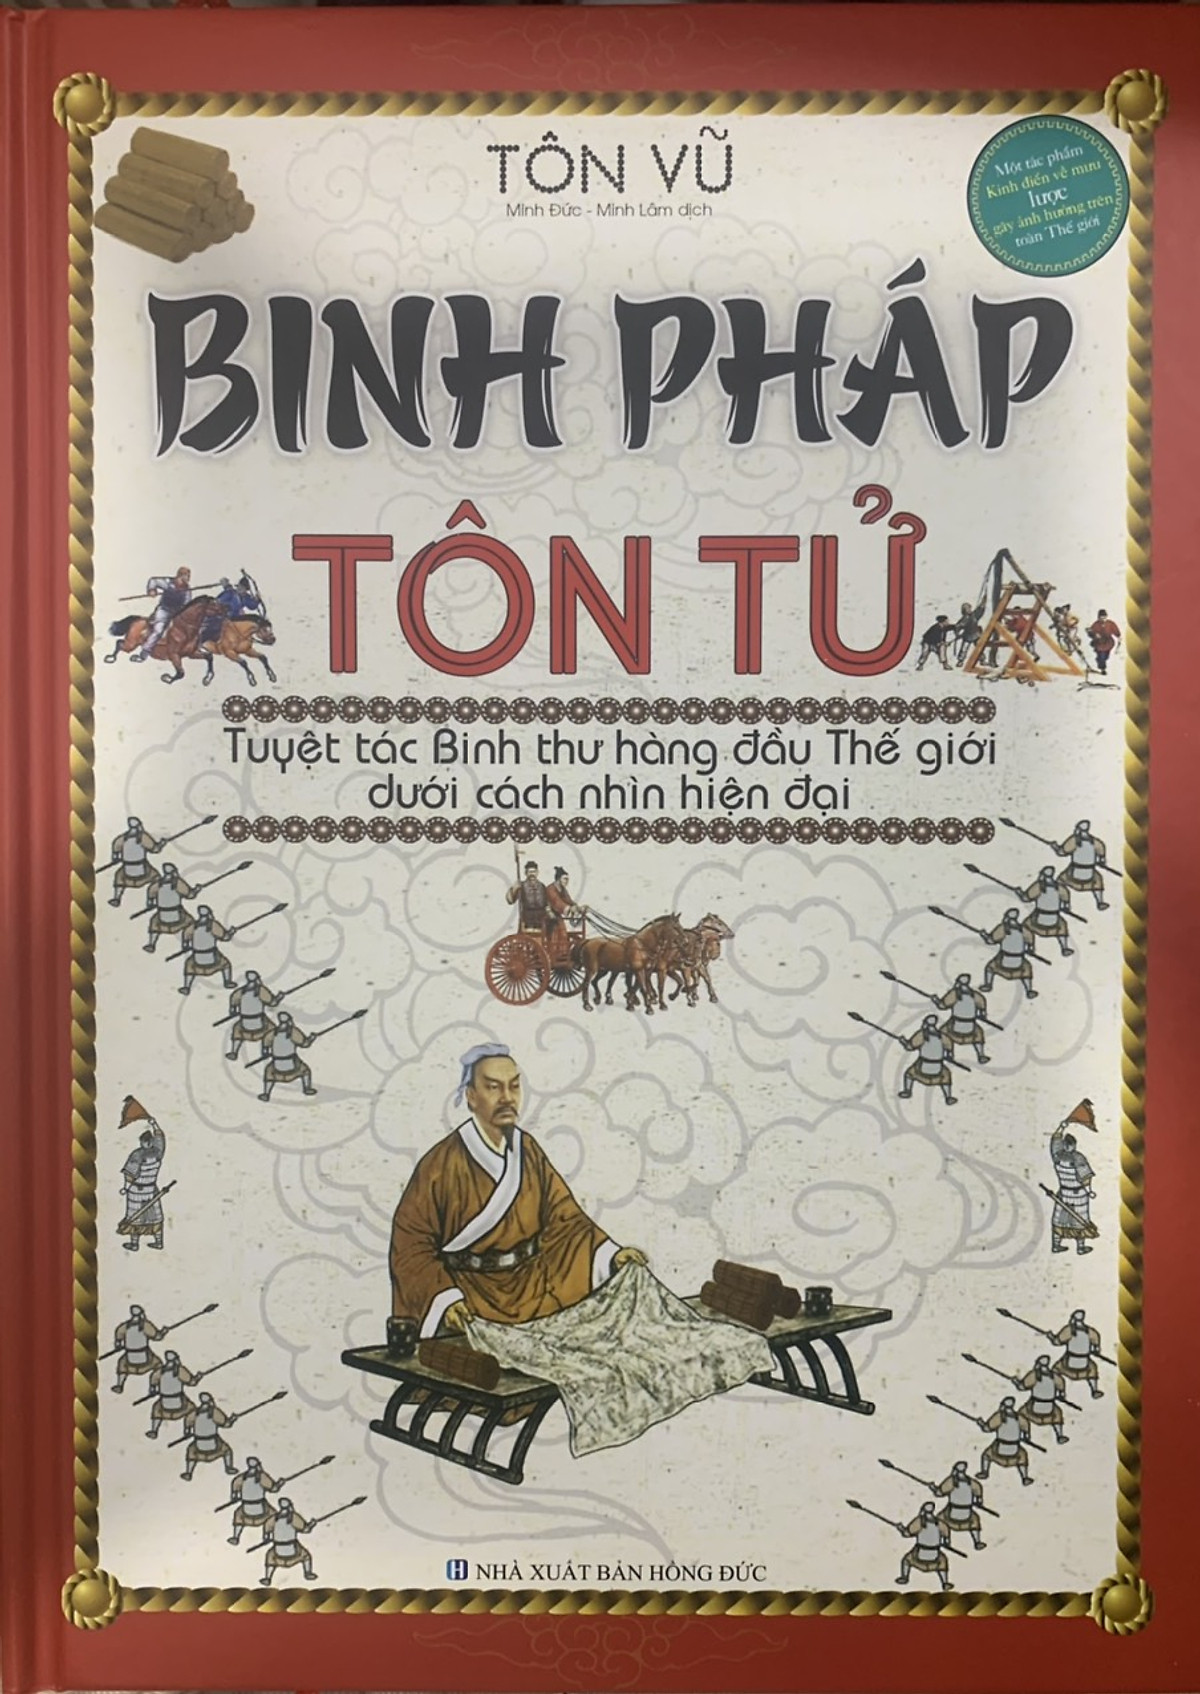 TÔN VŨ
Minh Đức - Minh Lâm dịch
Một tác phẩm
Kinh điển về mưu
lược
gây ảnh hưởng trên
toàn Thế giới
BINH PHÁP
TÔN TỬ
Tuyệt tác Binh thư hàng đầu Thế giới
dưới cách nhìn hiện đại
H NHÀ XUẤT BẢN HỒNG ĐỨC